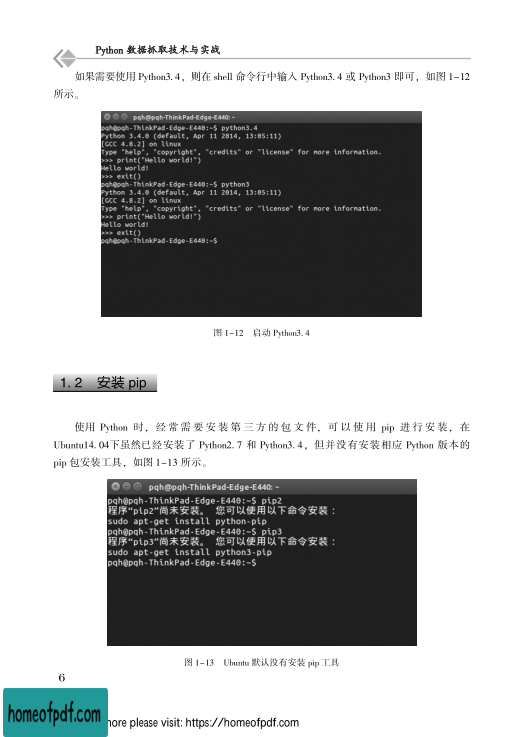 Python 数据抓取技术与实战
如果需要使用 Python3.4，则在 shell 命令行中输入 Python3.4 或 Python3 即可，如图 1-12
所示。
pqh@pqh-ThinkPad-Edge-E440: ~
pqh@pqh-ThinkPad-Edge-E440:~$ python3.4
Python 3.4.0 (default, Apr 11 2014, 13:05:11)
[GCC 4.8.2] on linux
Type "help", "copyright", "credits" or "license" for more information.
>>> print("Hello world!")
Hello world!
>>> exit()
pqh@pqh-ThinkPad-Edge-E440:~$ python3
Python 3.4.0 (default, Apr 11 2014, 13:05:11)
[GCC 4.8.2] on linux
Type "help", "copyright", "credits" or "license" for more information.
>>> print("Hello world!")
Hello world!
>>> exit()
pqh@pqh-ThinkPad-Edge-E440:~$
图 1-12 启动 Python3.4
1.2 安装 pip
使用 Python 时，经常需要安装第三方的包文件，可以使用 pip 进行安装，在
Ubuntu14.04下虽然已经安装了 Python2.7 和 Python3.4，但并没有安装相应 Python 版本的
pip 包安装工具，如图 1-13 所示。
pqh@pqh-ThinkPad-Edge-E440: ~
pqh@pqh-ThinkPad-Edge-E440:~$ pip2
程序“pip2”尚未安装。 您可以使用以下命令安装：
sudo apt-get install python-pip
pqh@pqh-ThinkPad-Edge-E440:~$ pip3
程序“pip3”尚未安装。 您可以使用以下命令安装：
sudo apt-get install python3-pip
pqh@pqh-ThinkPad-Edge-E440:~$
图 1-13 Ubuntu 默认没有安装 pip 工具
6
homeofpdf.com
please visit: https://homeofpdf.com